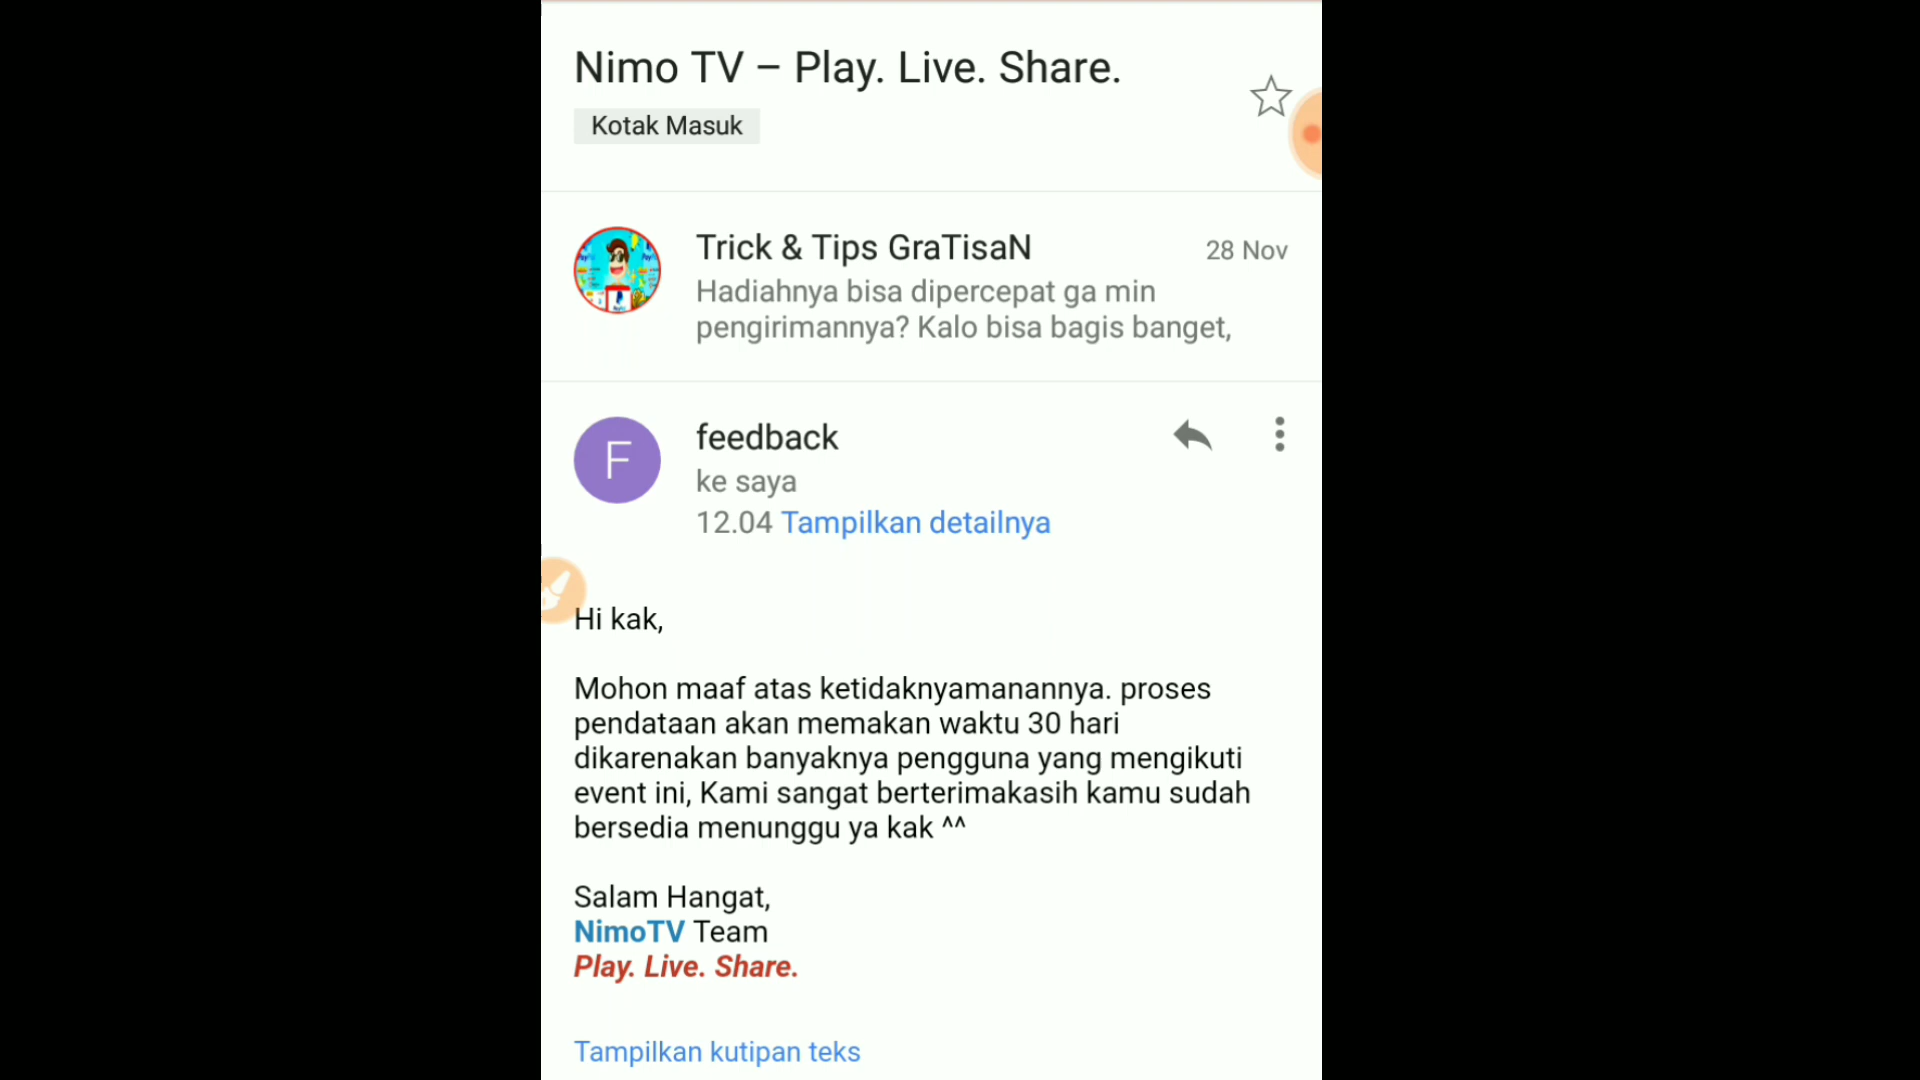 Nimo TV – Play. Live. Share.
Kotak Masuk
Trick & Tips GraTisaN
28 Nov
Hadiahnya bisa dipercepat ga min
pengirimannya? Kalo bisa bagis banget,
F
feedback
ke saya
12.04 Tampilkan detailnya
Hi kak,
Mohon maaf atas ketidaknyamanannya. proses
pendataan akan memakan waktu 30 hari
dikarenakan banyaknya pengguna yang mengikuti
event ini, Kami sangat berterimakasih kamu sudah
bersedia menunggu ya kak ^^
Salam Hangat,
NimoTV Team
Play. Live. Share.
Tampilkan kutipan teks